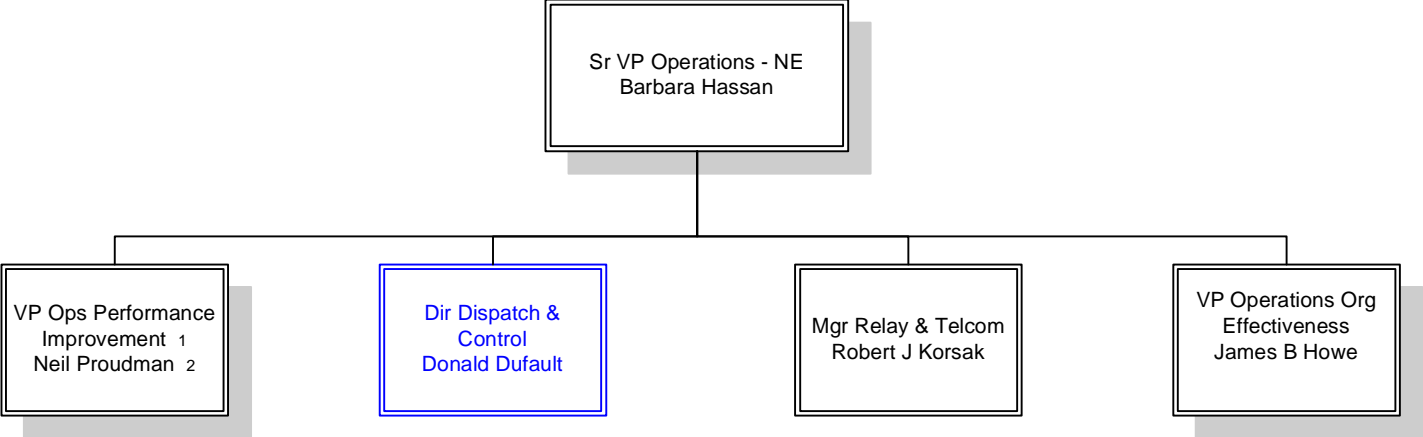 Sr VP Operations - NE
Barbara Hassan
VP Ops Performance
Improvement 1
Neil Proudman 2
Dir Dispatch &
Control
Donald Dufault
Mgr Relay & Telcom
Robert J Korsak
VP Operations Org
Effectiveness
James B Howe